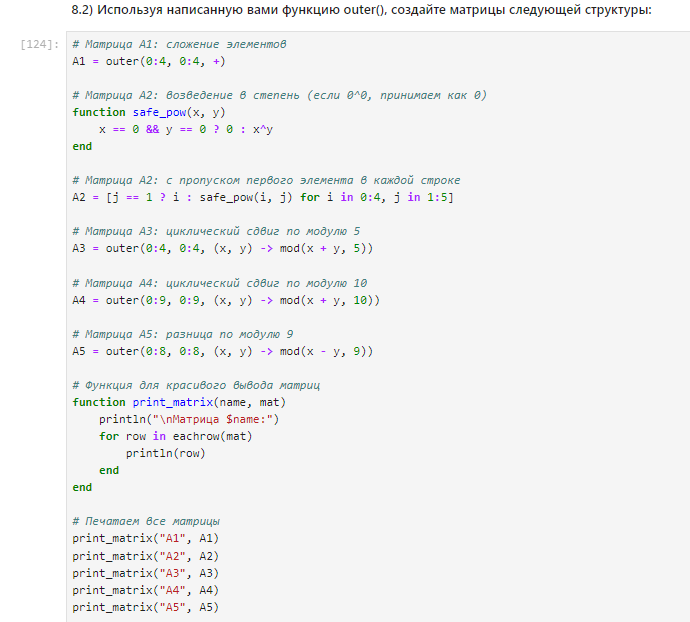 8.2) Используя написанную вами функцию outer(), создайте матрицы следующей структуры:
[124]:
# Матрица A1: сложение элементов
A1 = outer(0:4, 0:4, +)
# Матрица A2: возведение в степень (если 0^0, принимаем как 0)
function safe_pow(x, y)
    x == 0 && y == 0 ? 0 : x^y
end
# Матрица A2: с пропуском первого элемента в каждой строке
A2 = [j == 1 ? i : safe_pow(i, j) for i in 0:4, j in 1:5]
# Матрица A3: циклический сдвиг по модулю 5
A3 = outer(0:4, 0:4, (x, y) -> mod(x + y, 5))
# Матрица A4: циклический сдвиг по модулю 10
A4 = outer(0:9, 0:9, (x, y) -> mod(x + y, 10))
# Матрица A5: разница по модулю 9
A5 = outer(0:8, 0:8, (x, y) -> mod(x - y, 9))
# Функция для красивого вывода матриц
function print_matrix(name, mat)
    println("\nМатрица $name:")
    for row in eachrow(mat)
        println(row)
    end
end
# Печатаем все матрицы
print_matrix("A1", A1)
print_matrix("A2", A2)
print_matrix("A3", A3)
print_matrix("A4", A4)
print_matrix("A5", A5)